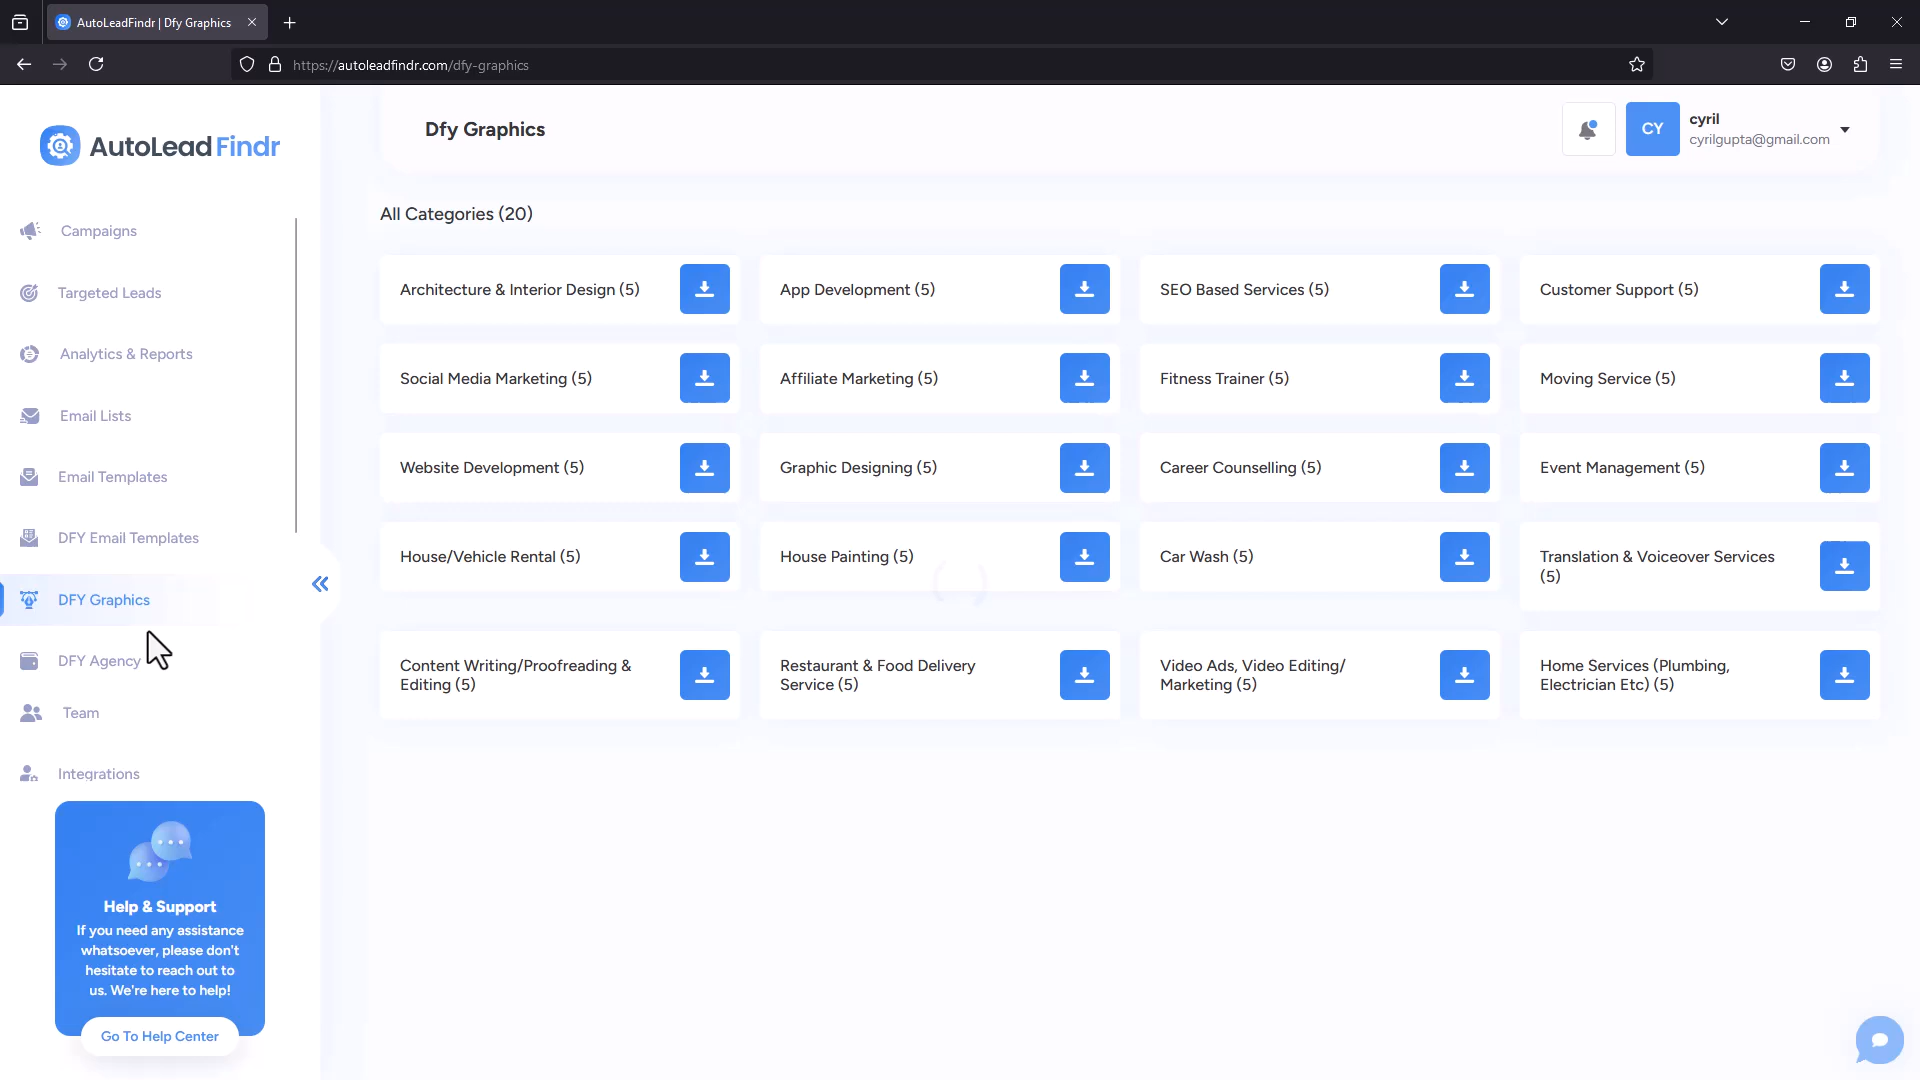 AutoLeadFindr | Dfy Graphics
https://autoleadfindr.com/dfy-graphics
AutoLead Findr
Dfy Graphics
CY
cyril
cyrilgupta@gmail.com
Campaigns
Targeted Leads
Analytics & Reports
Email Lists
Email Templates
DFY Email Templates
DFY Graphics
DFY Agency
Team
Integrations
Help & Support
If you need any assistance
whatsoever, please don't
hesitate to reach out to
us. We're here to help!
Go To Help Center
All Categories (20)
Architecture & Interior Design (5)
App Development (5)
SEO Based Services (5)
Customer Support (5)
Social Media Marketing (5)
Affiliate Marketing (5)
Fitness Trainer (5)
Moving Service (5)
Website Development (5)
Graphic Designing (5)
Career Counselling (5)
Event Management (5)
House/Vehicle Rental (5)
House Painting (5)
Car Wash (5)
Translation & Voiceover Services
(5)
Content Writing/Proofreading &
Editing (5)
Restaurant & Food Delivery
Service (5)
Video Ads, Video Editing/
Marketing (5)
Home Services (Plumbing,
Electrician Etc) (5)